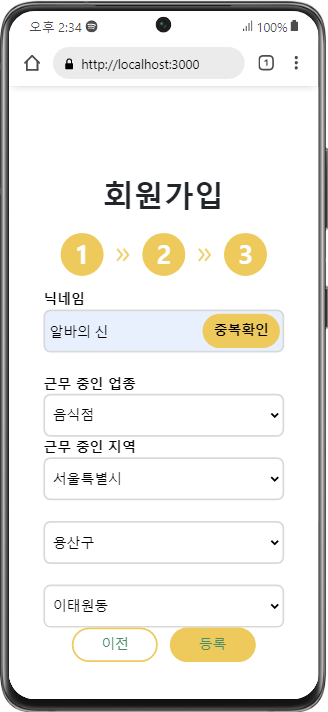 오후 2:34 100%
http://localhost:3000 1
회원가입
1 » 2 » 3
닉네임
알바의 신 중복확인
근무 중인 업종
음식점
근무 중인 지역
서울특별시
용산구
이태원동
이전 등록